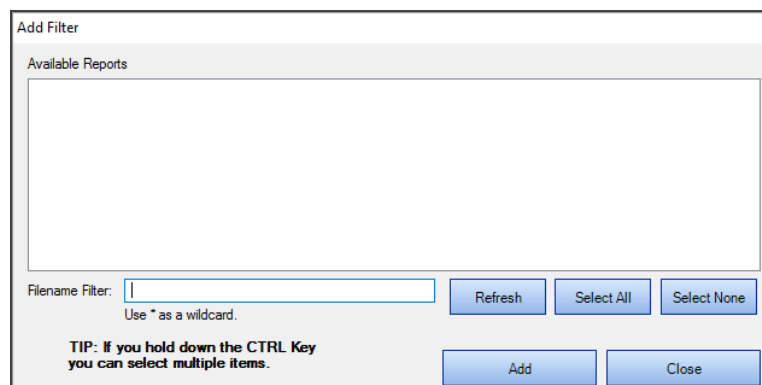 Add Filter
Available Reports
Filename Filter:
Refresh
Select All
Select None
Use * as a wildcard.
TIP: If you hold down the CTRL Key
you can select multiple items.
Add
Close